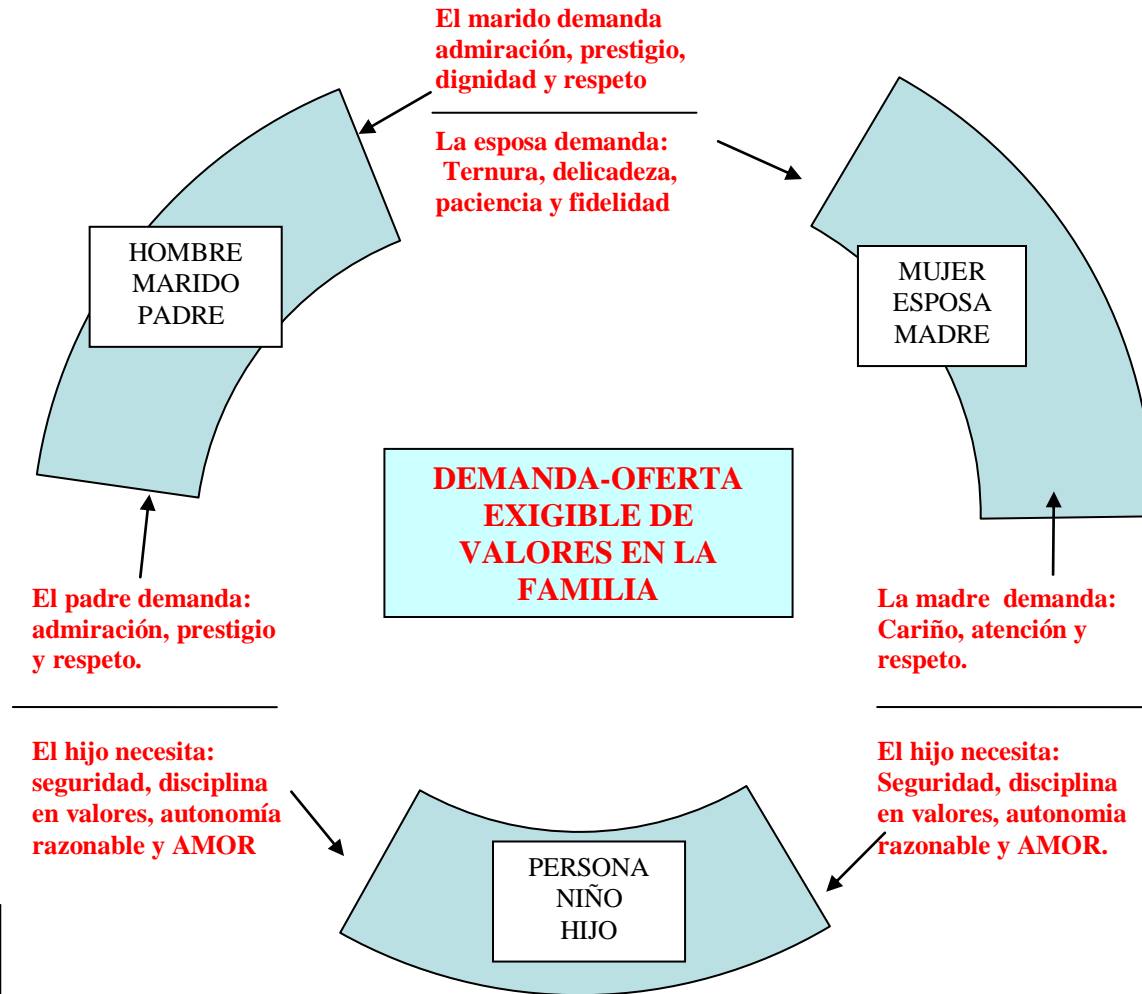 El marido demanda
admiración, prestigio,
dignidad y respeto
La esposa demanda:
Ternura, delicadeza,
paciencia y fidelidad
HOMBRE
MARIDO
PADRE
MUJER
ESPOSA
MADRE
DEMANDA-OFERTA
EXIGIBLE DE
VALORES EN LA
FAMILIA
El padre demanda:
admiración, prestigio
y respeto.
La madre demanda:
Cariño, atención y
respeto.
El hijo necesita:
seguridad, disciplina
en valores, autonomía
razonable y AMOR
El hijo necesita:
Seguridad, disciplina
en valores, autonomia
razonable y AMOR.
PERSONA
NIÑO
HIJO